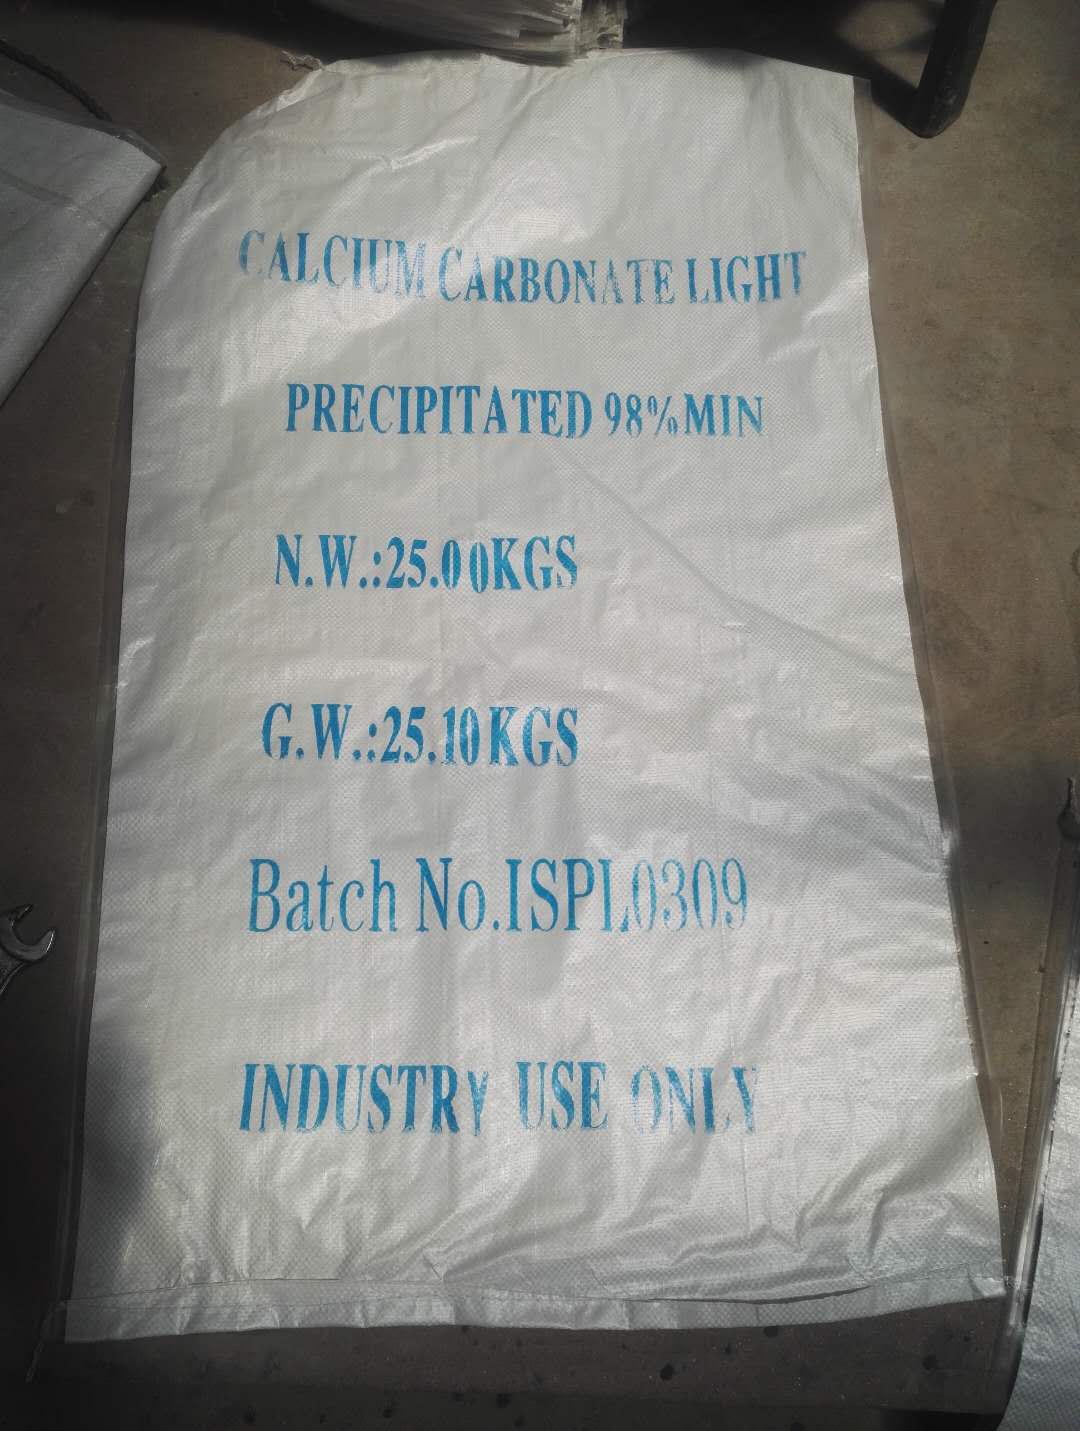 CALCIUM CARBONATE LIGHT
PRECIPITATED 98%MIN
N.W.:25.00KGS
G.W.:25.10KGS
Batch No.ISPL0309
INDUSTRY USE ONLY